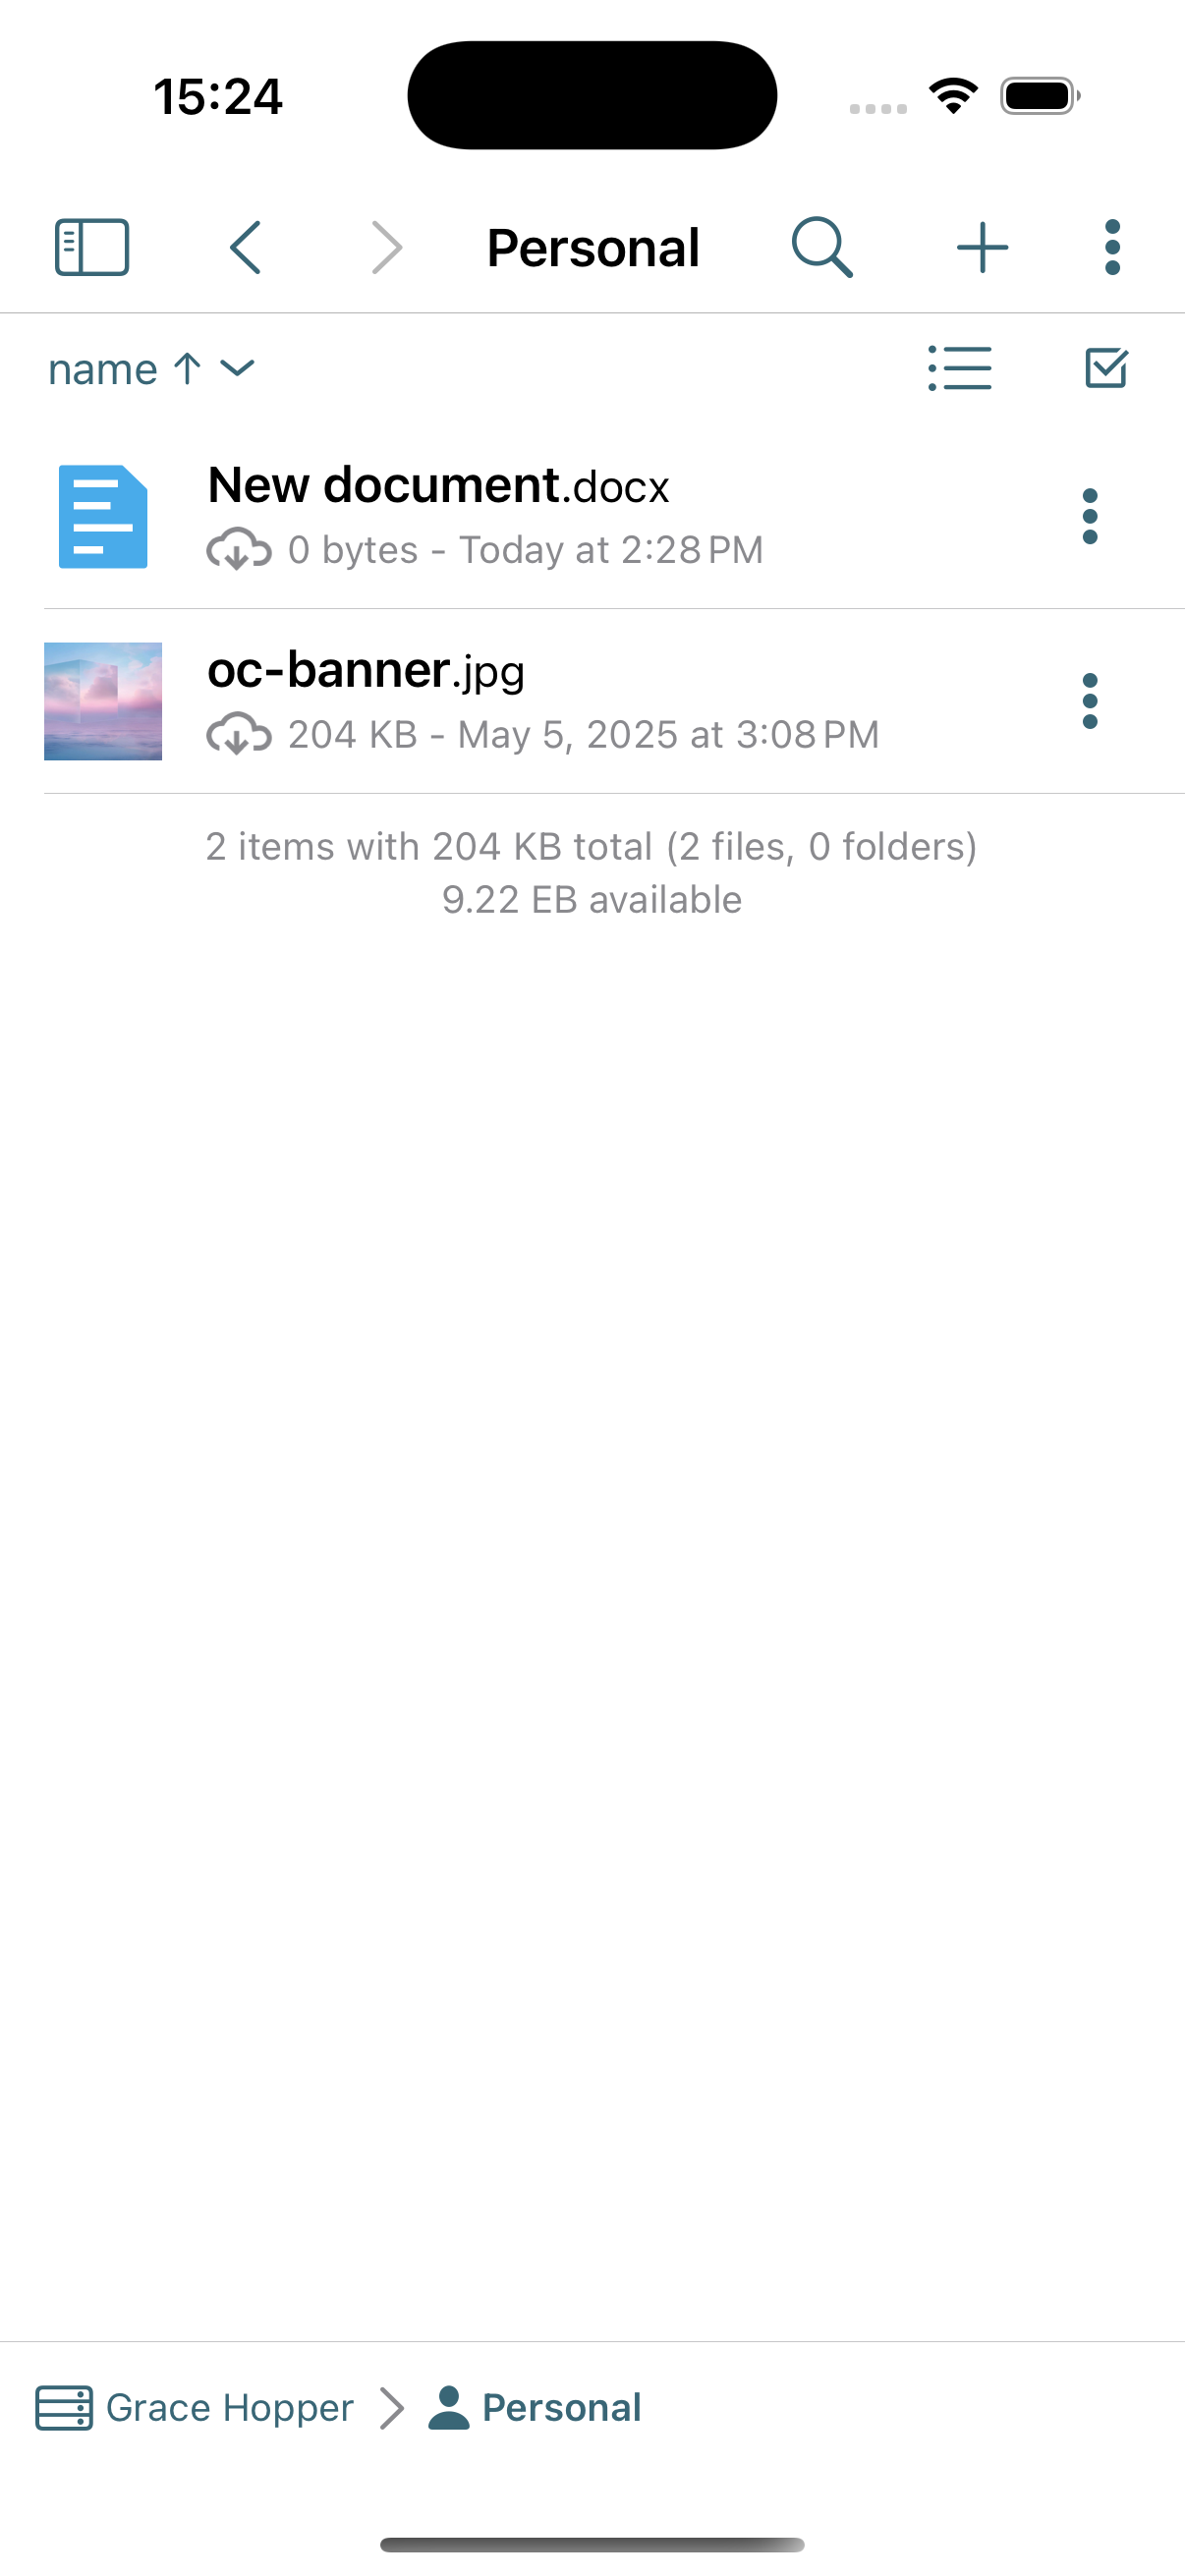 15:24
Personal
name
New document.docx
0 bytes - Today at 2:28 PM
oc-banner.jpg
204 KB - May 5, 2025 at 3:08 PM
2 items with 204 KB total (2 files, 0 folders)
9.22 EB available
Grace Hopper Personal